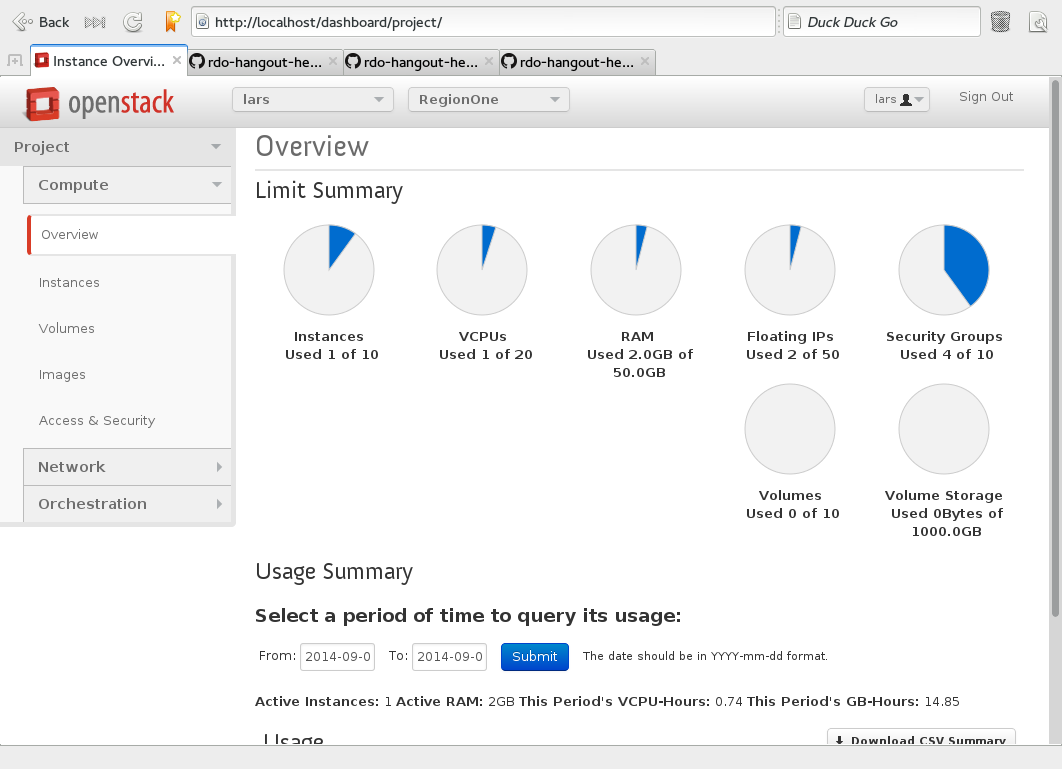 Back
http://localhost/dashboard/project/
Duck Duck Go
Instance Overvi...
rdo-hangout-he...
rdo-hangout-he...
rdo-hangout-he...
openstack
lars
RegionOne
lars
Sign Out
Project
Compute
Overview
Instances
Volumes
Images
Access & Security
Network
Orchestration
Overview
Limit Summary
Instances
Used 1 of 10
VCPUs
Used 1 of 20
RAM
Used 2.0GB of
50.0GB
Floating IPs
Used 2 of 50
Security Groups
Used 4 of 10
Volumes
Used 0 of 10
Volume Storage
Used 0Bytes of
1000.0GB
Usage Summary
Select a period of time to query its usage:
From: 2014-09-0 To: 2014-09-0 Submit The date should be in YYYY-mm-dd format.
Active Instances: 1 Active RAM: 2GB This Period's VCPU-Hours: 0.74 This Period's GB-Hours: 14.85
Usage
Download CSV Summary